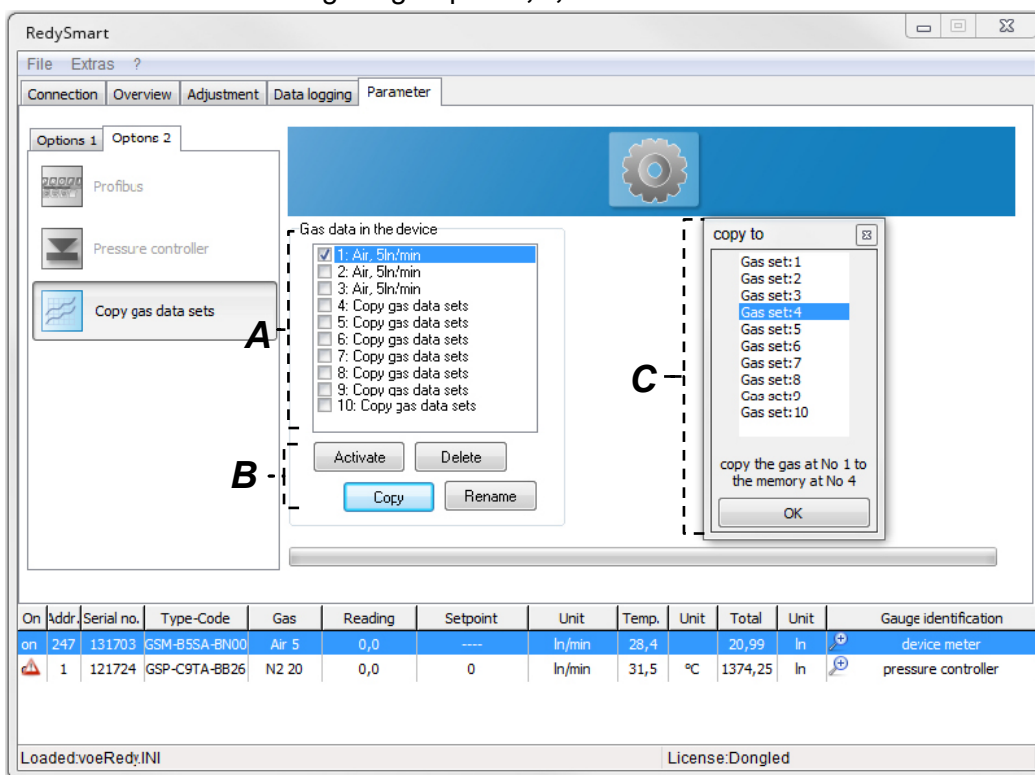 RedySmart
File Extras ?
Connection Overview Adjustment Data logging Parameter
Options 1 Optons 2
Profibus
Pressure controller
Copy gas data sets
Gas data in the device
1: Air, 5ln/min
2: Air, 5ln/min
3: Air, 5ln/min
4: Copy gas data sets
5: Copy gas data sets
6: Copy gas data sets
7: Copy gas data sets
8: Copy gas data sets
9: Copy gas data sets
10: Copy gas data sets
A
Activate Delete
Copy Rename
B
copy to
Gas set:1
Gas set:2
Gas set:3
Gas set:4
Gas set:5
Gas set:6
Gas set:7
Gas set:8
Gas set:9
Gas set:10
copy the gas at No 1 to
the memory at No 4
OK
C
On Addr. Serial no. Type-Code Gas Reading Setpoint Unit Temp. Unit Total Unit Gauge identification
on 247 131703 GSM-B5SA-BN00 Air 5 0,0 ---- ln/min 28,4 20,99 ln device meter
1 121724 GSP-C9TA-BB26 N2 20 0,0 0 ln/min 31,5 °C 1374,25 ln pressure controller
Loaded:voeRedy.INI License:Dongled